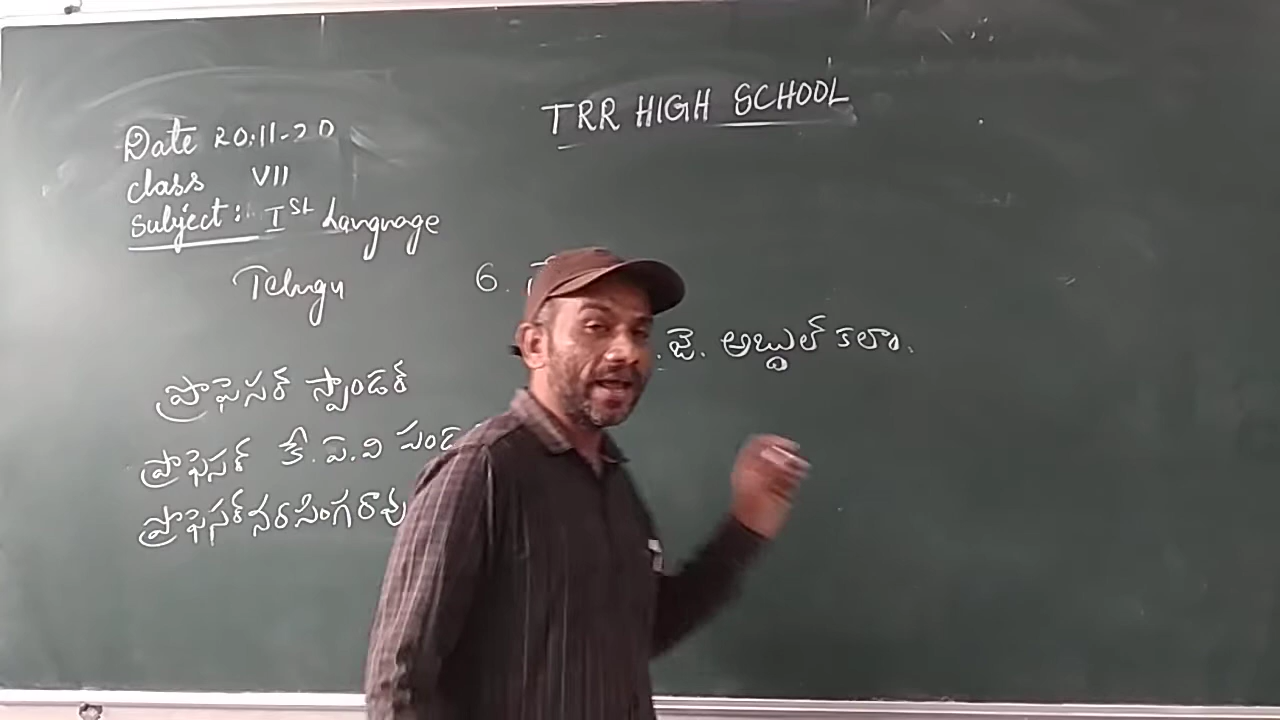 TRR HIGH SCHOOL
Date 20.11-20
class VII
Subject: Ist Language
Telugu
6.
.జె. అబ్దుల్ కలాం.
ప్రొఫెసర్ స్పాండర్
ప్రొఫెసర్ కే.ఏ.వి పండ
ప్రొఫెసర్ నరసింగరావు